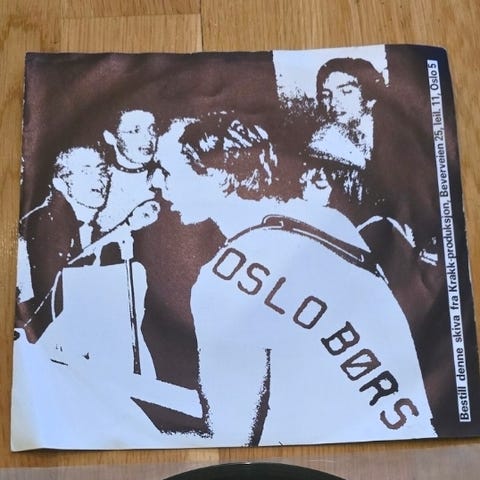 OSLO BØRS
Bestill denne skiva fra Krakk-produksjon, Beverveien 25, leil. 11, Oslo 5